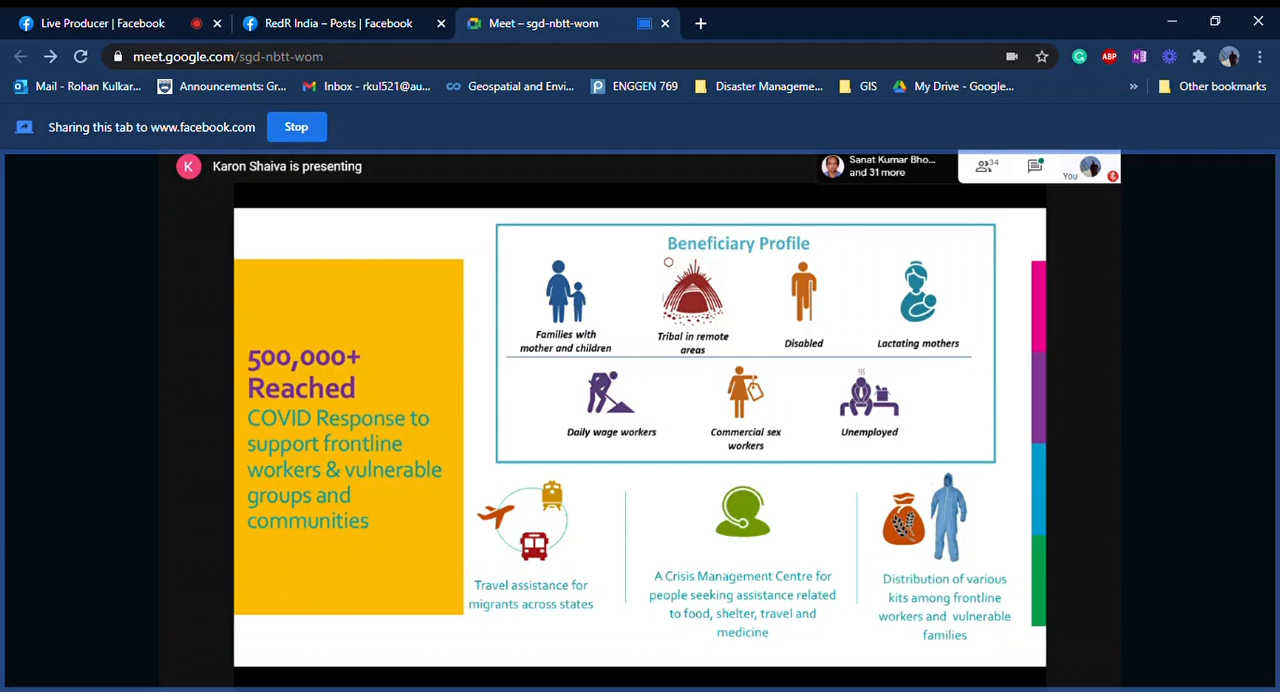 Live Producer | Facebook
RedR India – Posts | Facebook
Meet – sgd-nbtt-wom
meet.google.com/sgd-nbtt-wom
ABP
N
Mail - Rohan Kulkar...
Announcements: Gr...
Inbox - rkul521@au...
Geospatial and Envi...
ENGGEN 769
Disaster Manageme...
GIS
My Drive - Google...
»
Other bookmarks
Sharing this tab to www.facebook.com
Stop
K
Karon Shaiva is presenting
Sanat Kumar Bho...
and 31 more
34
You
500,000+
Reached
COVID Response to
support frontline
workers & vulnerable
groups and
communities
Beneficiary Profile
Families with
mother and children
Tribal in remote
areas
Disabled
Lactating mothers
Daily wage workers
Commercial sex
workers
Unemployed
Travel assistance for
migrants across states
A Crisis Management Centre for
people seeking assistance related
to food, shelter, travel and
medicine
Distribution of various
kits among frontline
workers and vulnerable
families